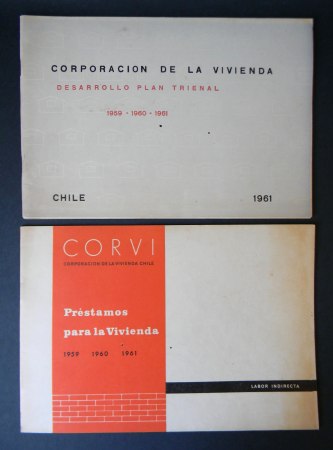 CORPORACION DE LA VIVIENDA
DESARROLLO PLAN TRIENAL
1959 - 1960 - 1961
CHILE 1961
CORVI
CORPORACION DE LA VIVIENDA CHILE
Préstamos
para la Vivienda
1959 1960 1961
LABOR INDIRECTA